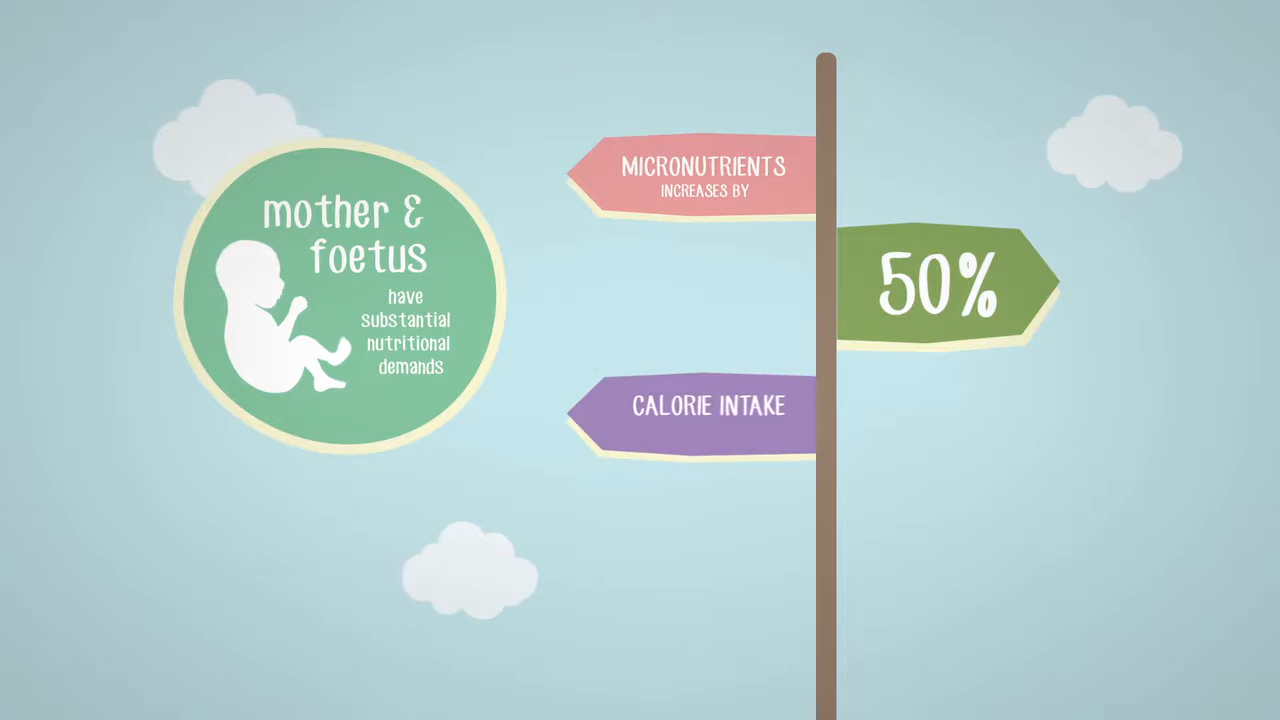 mother &
foetus
have
substantial
nutritional
demands
MICRONUTRIENTS
INCREASES BY
50%
CALORIE INTAKE